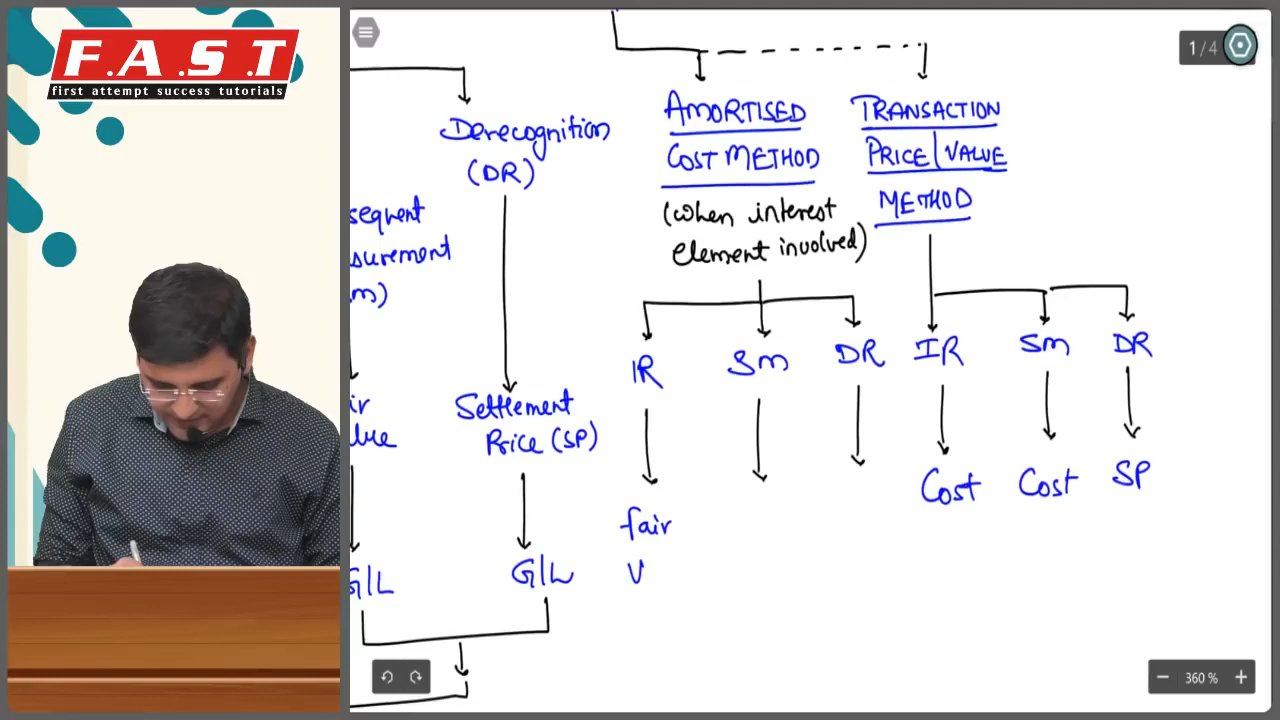 F.A.S.T
first attempt success tutorials
1/4
Derecognition
(DR)
sequent
surement
m)
ir
lue
G/L
Settlement
Price (SP)
G/L
AMORTISED
COST METHOD
(When interest
element involved)
IR
SM
DR
fair
V
TRANSACTION
PRICE/VALUE
METHOD
IR
SM
DR
Cost
Cost
SP
360 %